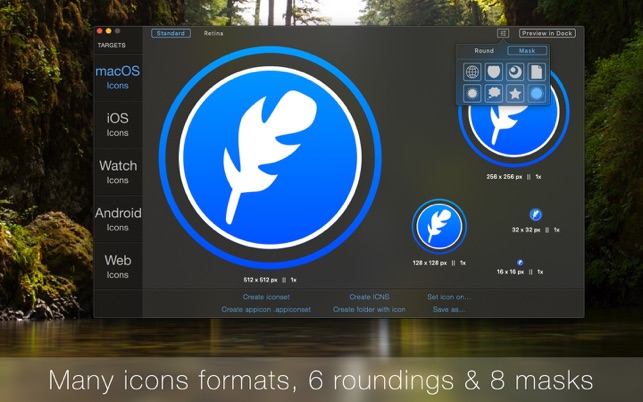 TARGETS
Standard Retina
Preview in Dock
Round Mask
macOS
Icons
iOS
Icons
Watch
Icons
Android
Icons
Web
Icons
512 x 512 px || 1x
256 x 256 px || 1x
128 x 128 px || 1x
32 x 32 px || 1x
16 x 16 px || 1x
Create iconset Create ICNS Set icon on...
Create appicon .appiconset Create folder with icon Save as...
Many icons formats, 6 roundings & 8 masks